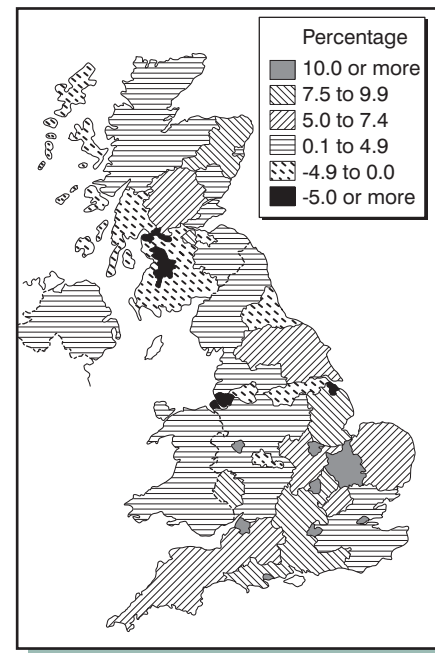 Percentage
10.0 or more
7.5 to 9.9
5.0 to 7.4
0.1 to 4.9
-4.9 to 0.0
-5.0 or more